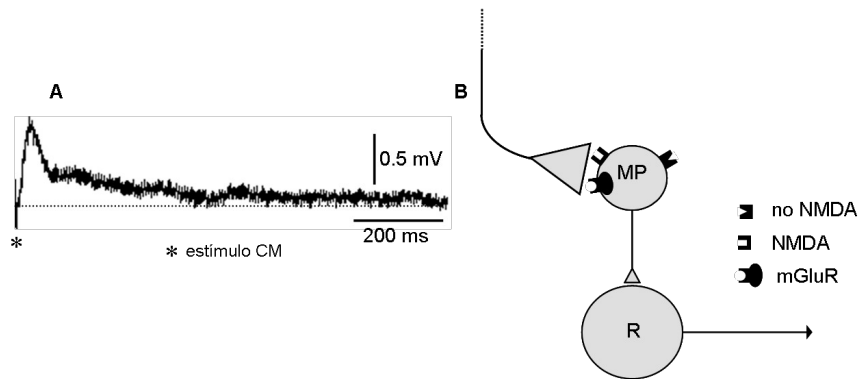 A
0.5 mV
200 ms
*
* estímulo CM
B
MP
R
no NMDA
NMDA
mGluR